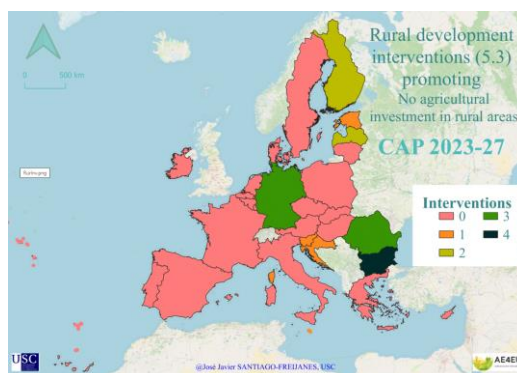 Rural development
interventions (5.3)
promoting
No agricultural
investment in rural areas
CAP 2023-27
0
500 km
Interventions
0
3
1
4
2
USC
@José Javier SANTIAGO-FREIJANES, USC